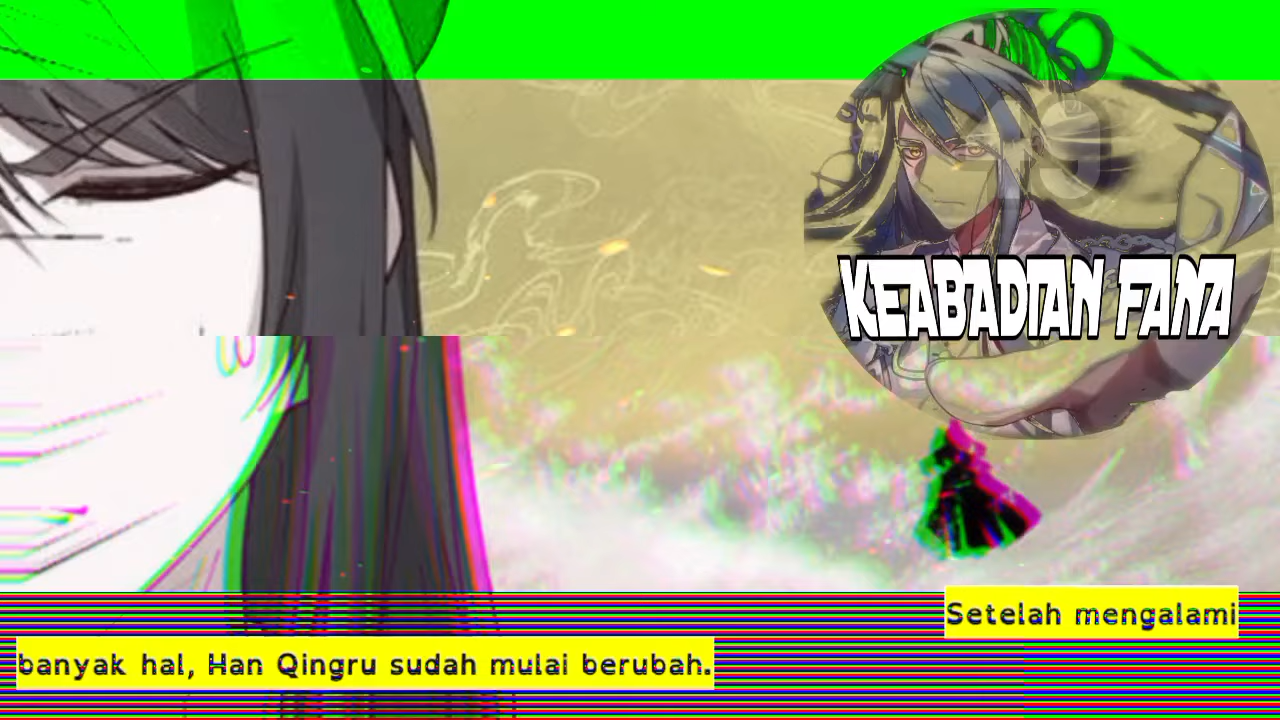 KEABADIAN FANA
Setelah mengalami
banyak hal, Han Qingru sudah mulai berubah.